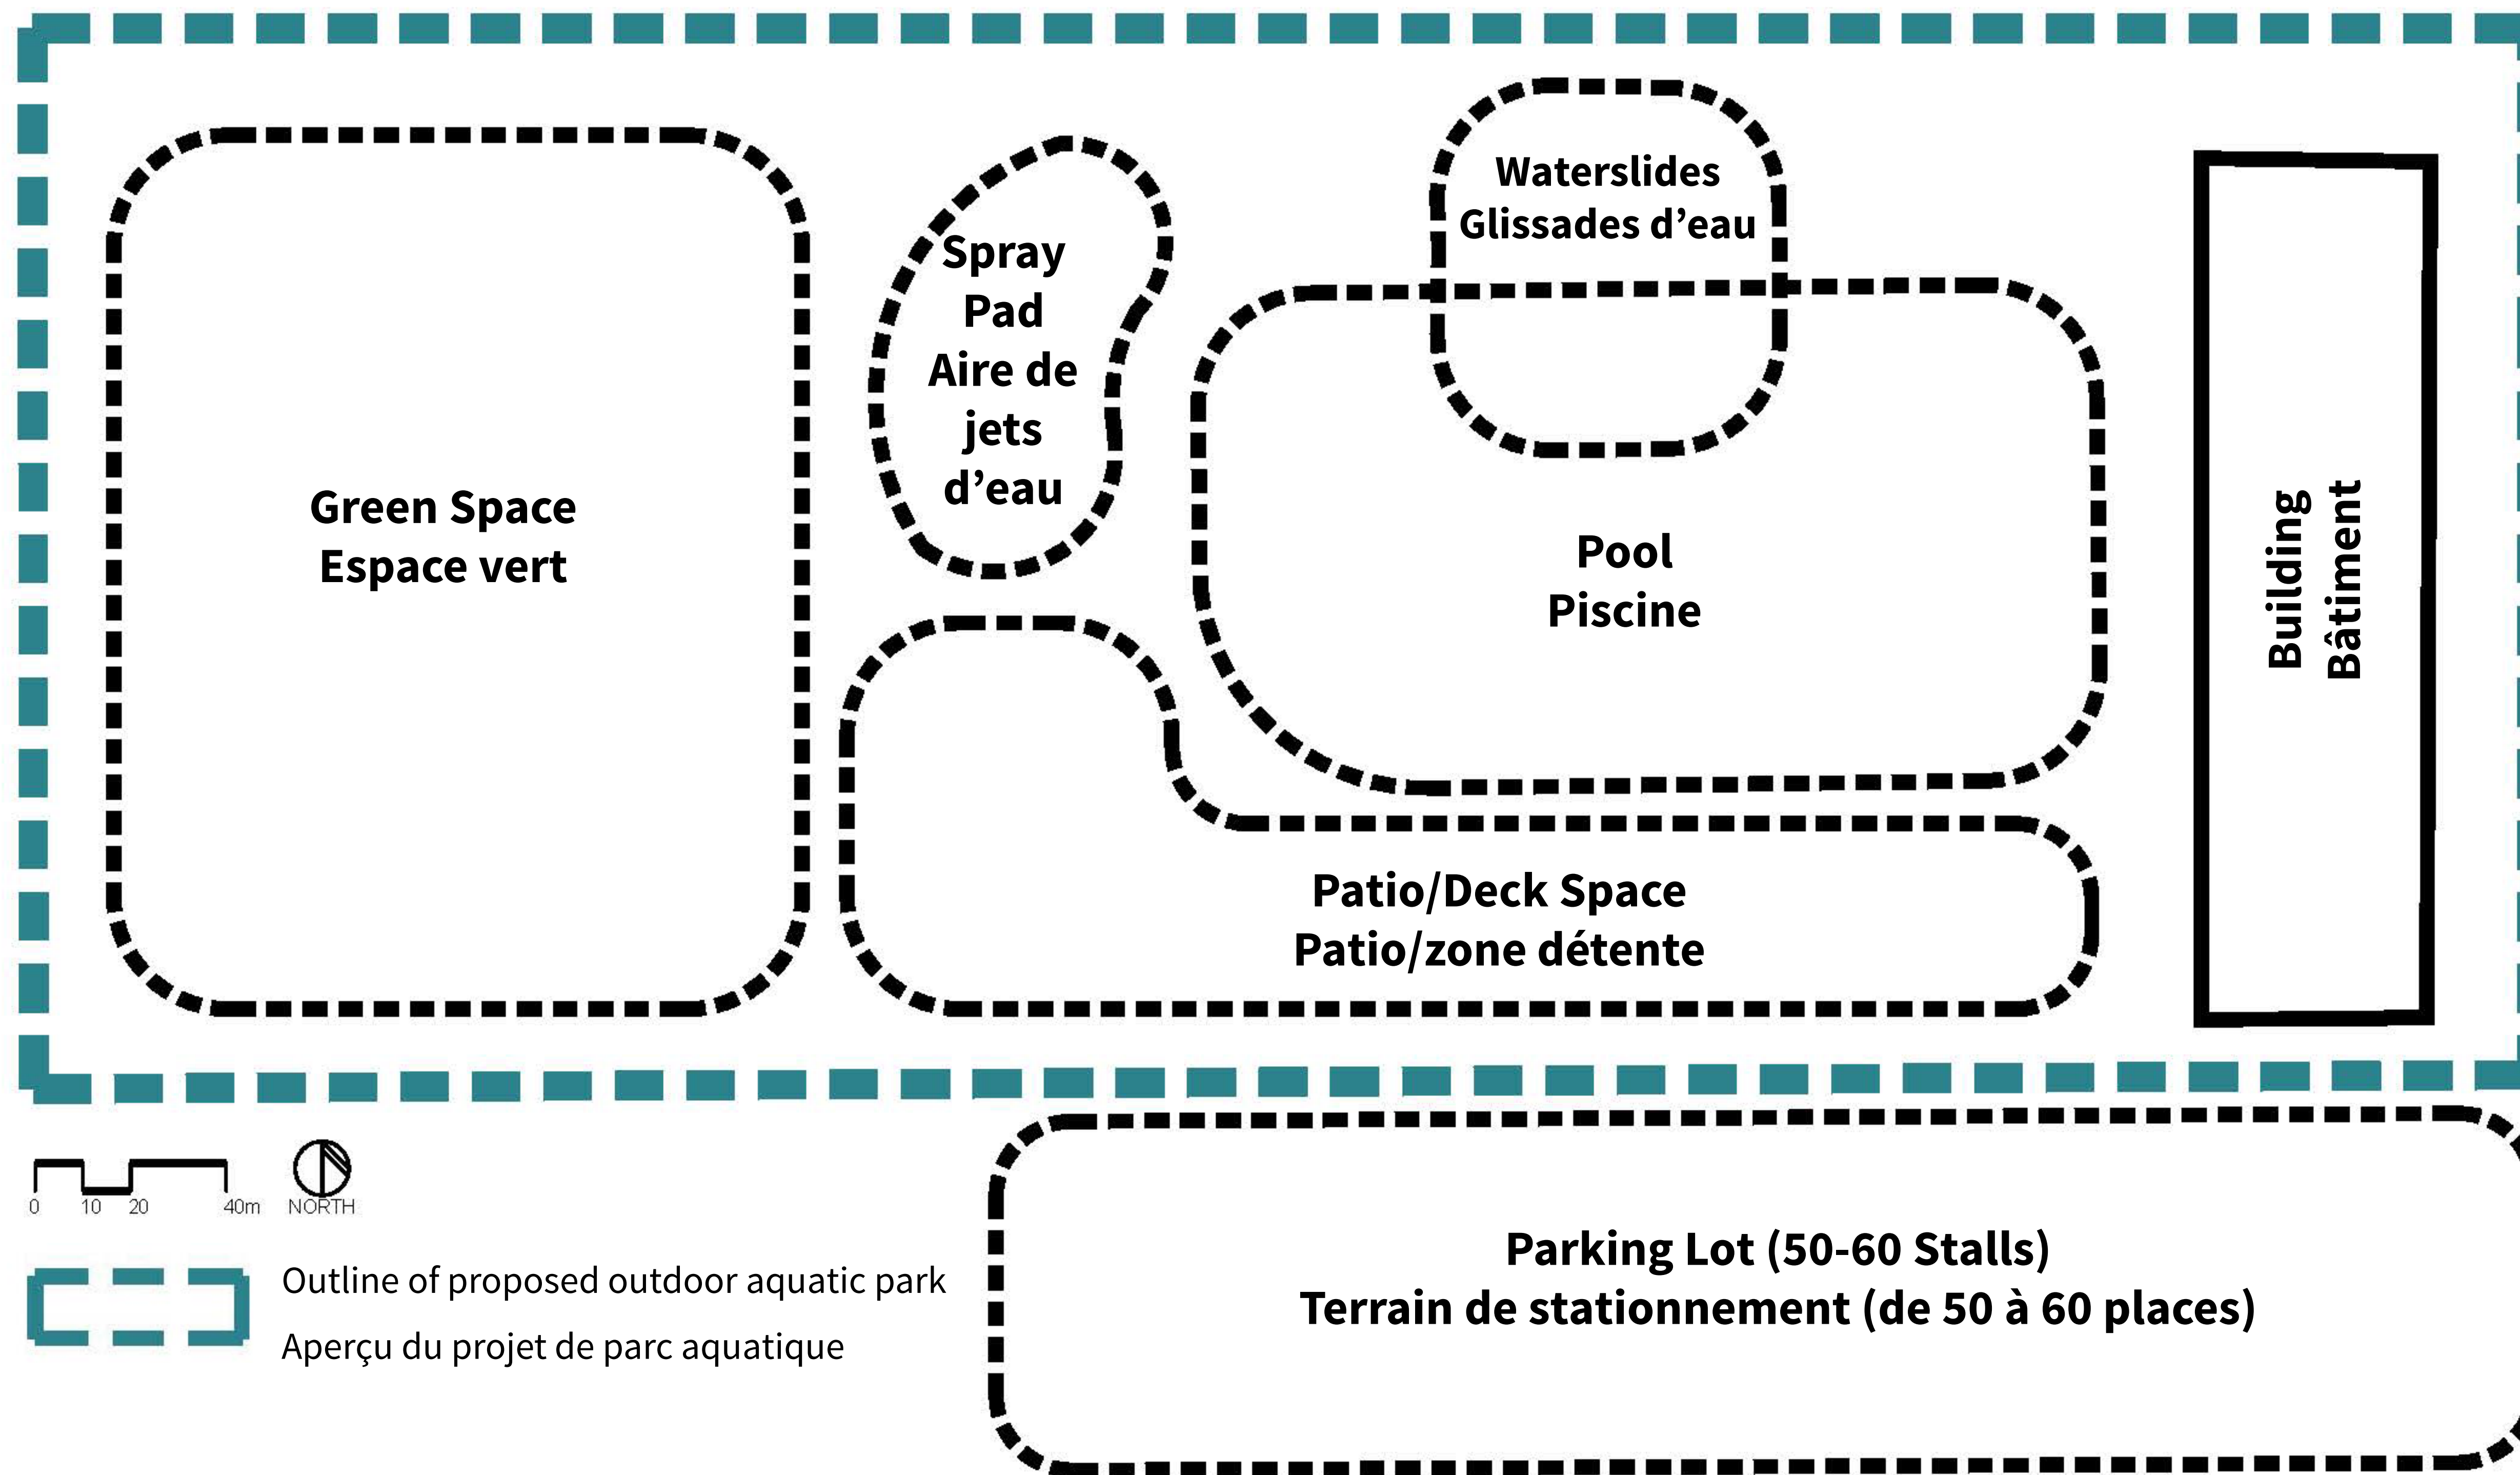 Waterslides
Glissades d’eau
Spray
Pad
Aire de
jets
d’eau
Green Space
Espace vert
Pool
Piscine
Building
Bâtiment
Patio/Deck Space
Patio/zone détente
0 10 20 40m
NORTH
Parking Lot (50-60 Stalls)
Terrain de stationnement (de 50 à 60 places)
Outline of proposed outdoor aquatic park
Aperçu du projet de parc aquatique